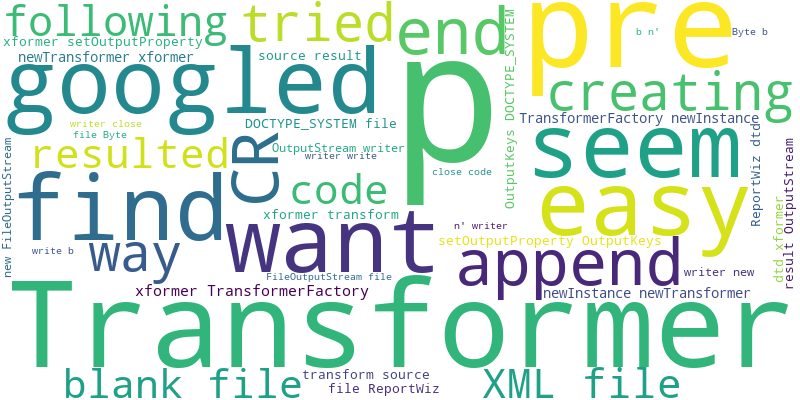 following
tried
end
pre
b n'
Byte b
xformer setOutputProperty
newTransformer xformer
source result
googled
p
creating
writer close
file Byte
DOCTYPE_SYSTEM file
OutputKeys DOCTYPE_SYSTEM
TransformerFactory newInstance
resulted
CR
OutputStream writer
writer write
close code
seem
ReportWiz dtd
new FileOutputStream
find
code
easy
dtd xformer
result OutputStream
xformer transform
want
n' writer
way
setOutputProperty OutputKeys
write b
append
FileOutputStream file
writer new
xformer TransformerFactory
newInstance newTransformer
Transformer
blank file
transform source
file ReportWiz
XML file